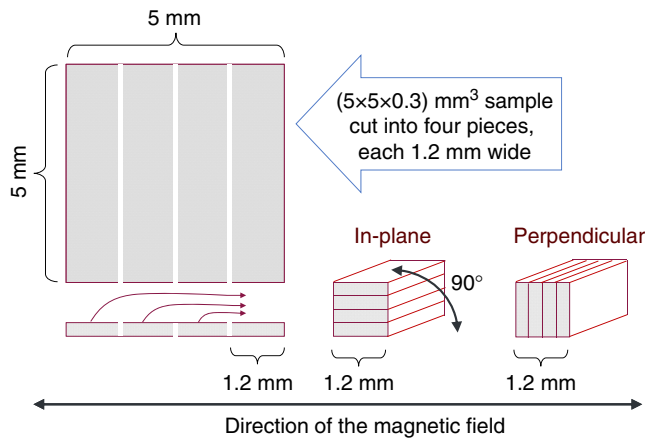 5 mm
5 mm
(5×5×0.3) mm³ sample
cut into four pieces,
each 1.2 mm wide
In-plane
Perpendicular
90°
1.2 mm
1.2 mm
1.2 mm
Direction of the magnetic field